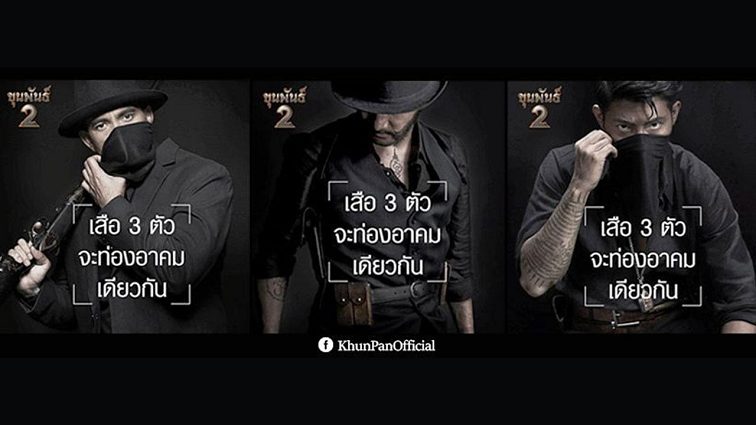 ขุนพันธ์
2
เสือ 3 ตัว
จะท่องอาคม
เดียวกัน
ขุนพันธ์
2
เสือ 3 ตัว
จะท่องอาคม
เดียวกัน
ขุนพันธ์
2
เสือ 3 ตัว
จะท่องอาคม
เดียวกัน
f KhunPanOfficial